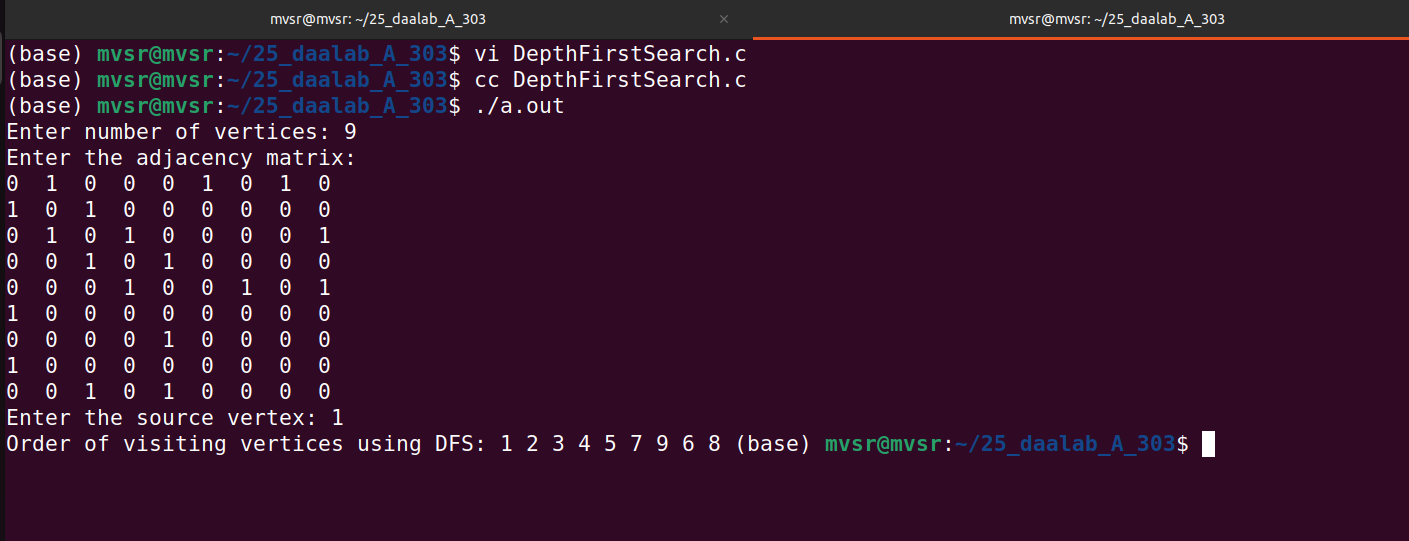 mvsr@mvsr: ~/25_daalab_A_303 × mvsr@mvsr: ~/25_daalab_A_303
(base) mvsr@mvsr:~/25_daalab_A_303$ vi DepthFirstSearch.c
(base) mvsr@mvsr:~/25_daalab_A_303$ cc DepthFirstSearch.c
(base) mvsr@mvsr:~/25_daalab_A_303$ ./a.out
Enter number of vertices: 9
Enter the adjacency matrix:
0  1  0  0  0  1  0  1  0
1  0  1  0  0  0  0  0  0
0  1  0  1  0  0  0  0  1
0  0  1  0  1  0  0  0  0
0  0  0  1  0  0  1  0  1
1  0  0  0  0  0  0  0  0
0  0  0  0  1  0  0  0  0
1  0  0  0  0  0  0  0  0
0  0  1  0  1  0  0  0  0
Enter the source vertex: 1
Order of visiting vertices using DFS: 1 2 3 4 5 7 9 6 8 (base) mvsr@mvsr:~/25_daalab_A_303$